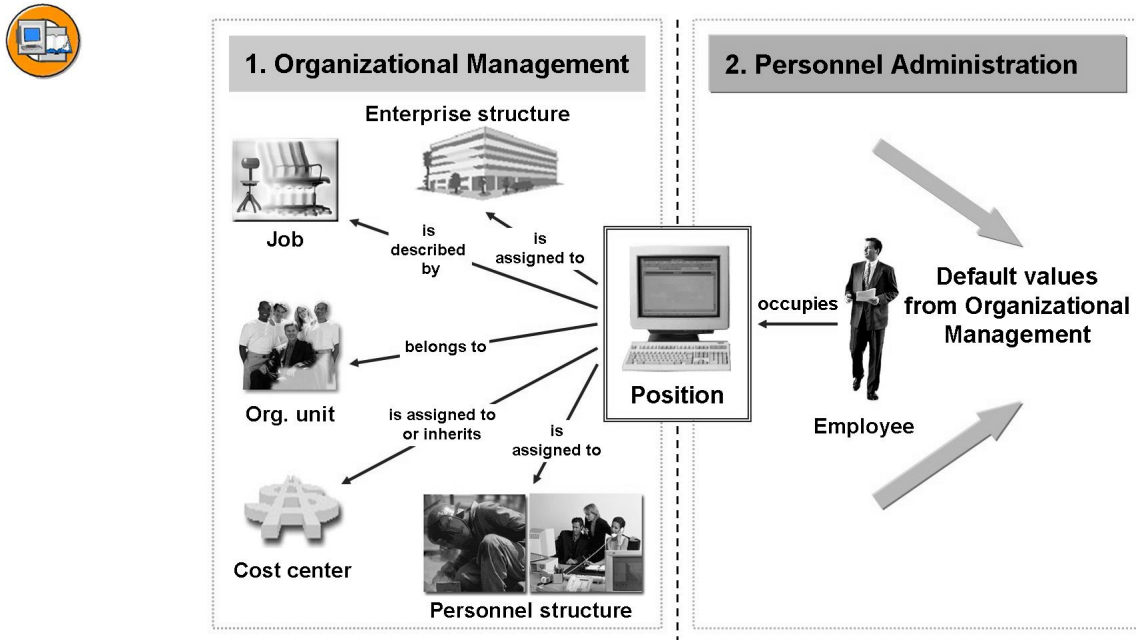 1. Organizational Management
2. Personnel Administration
Enterprise structure
Job
is
described
by
is
assigned to
Org. unit
belongs to
Position
occupies
Employee
Default values
from Organizational
Management
is assigned to
or inherits
is
assigned to
Cost center
Personnel structure